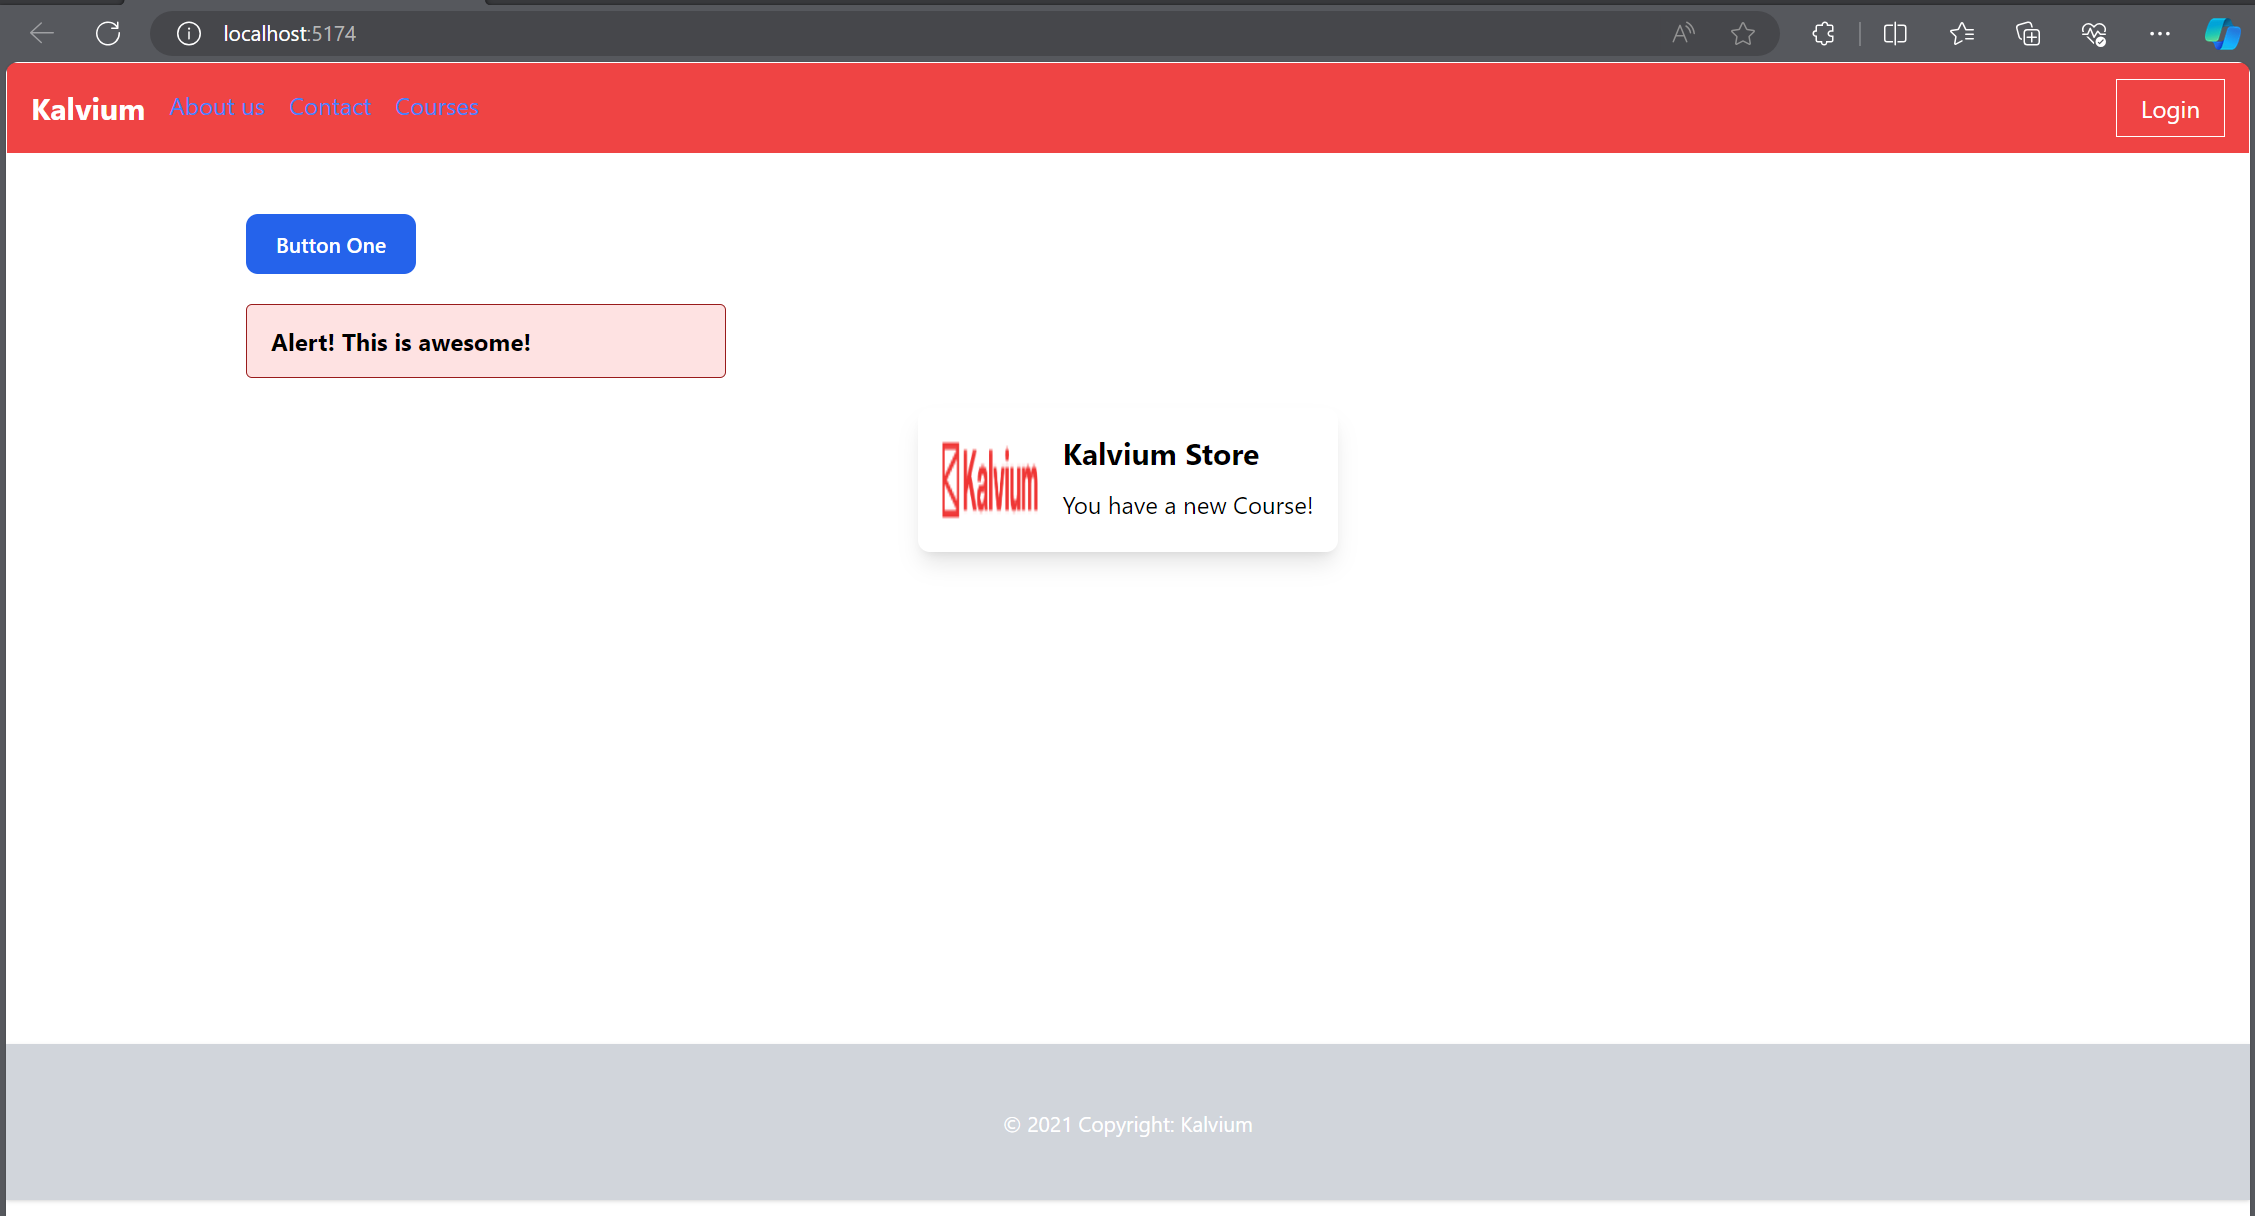 localhost:5174
Kalvium About us Contact Courses Login
Button One
Alert! This is awesome!
Kalvium
Kalvium Store
You have a new Course!
© 2021 Copyright: Kalvium